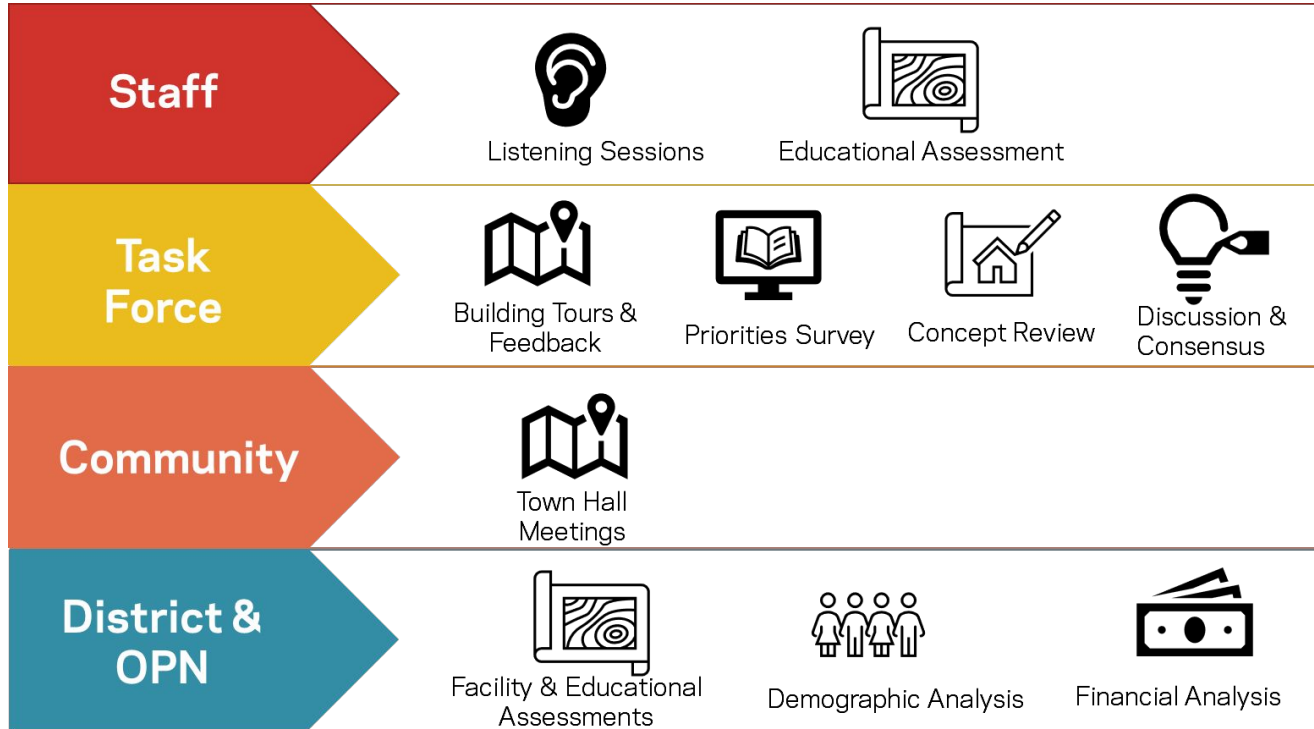 Staff
Listening Sessions
Educational Assessment
Task
Force
Building Tours &
Feedback
Priorities Survey
Concept Review
Discussion &
Consensus
Community
Town Hall
Meetings
District &
OPN
Facility & Educational
Assessments
Demographic Analysis
Financial Analysis